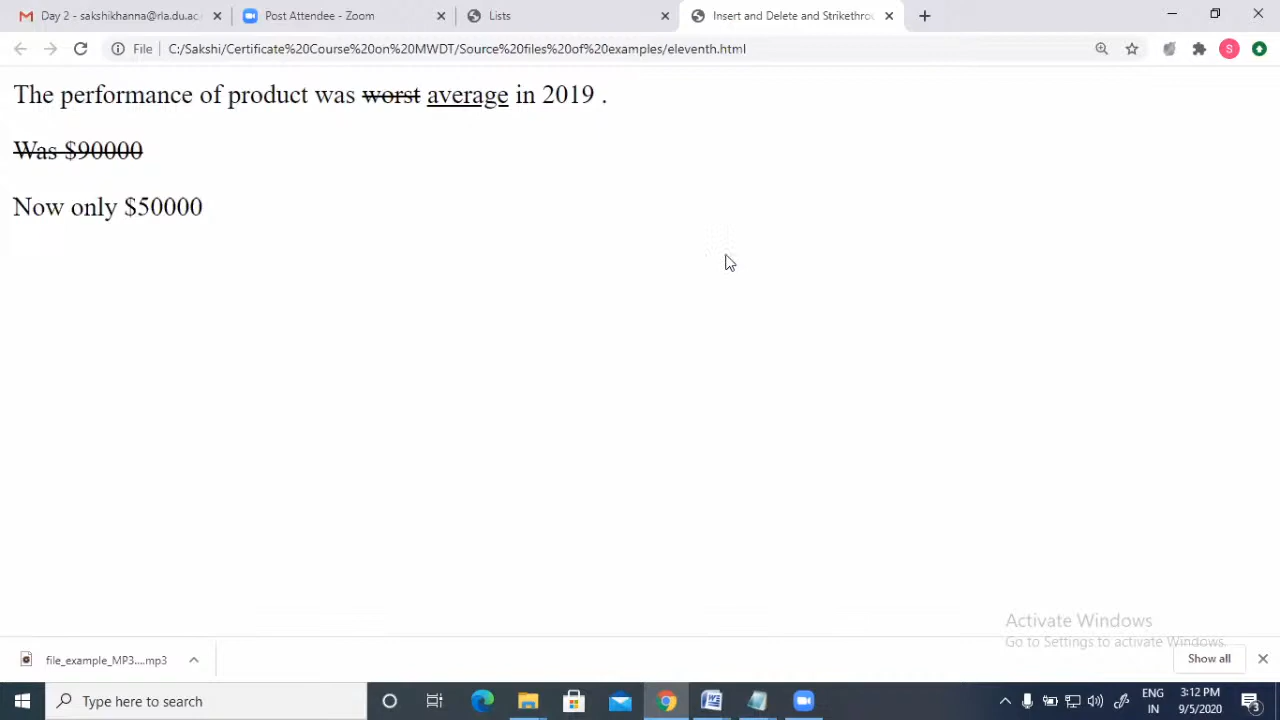 Day 2 - sakshikhanna@rla.du.ac.
Post Attendee - Zoom
Lists
Insert and Delete and Strikethrou
File
C:/Sakshi/Certificate%20Course%20on%20MWDT/Source%20files%20of%20examples/eleventh.html
S
The performance of product was worst average in 2019 .
Was $90000
Now only $50000
Activate Windows
Go to Settings to activate Windows.
file_example_MP3....mp3
Show all
Type here to search
ENG
IN
3:12 PM
9/5/2020
3